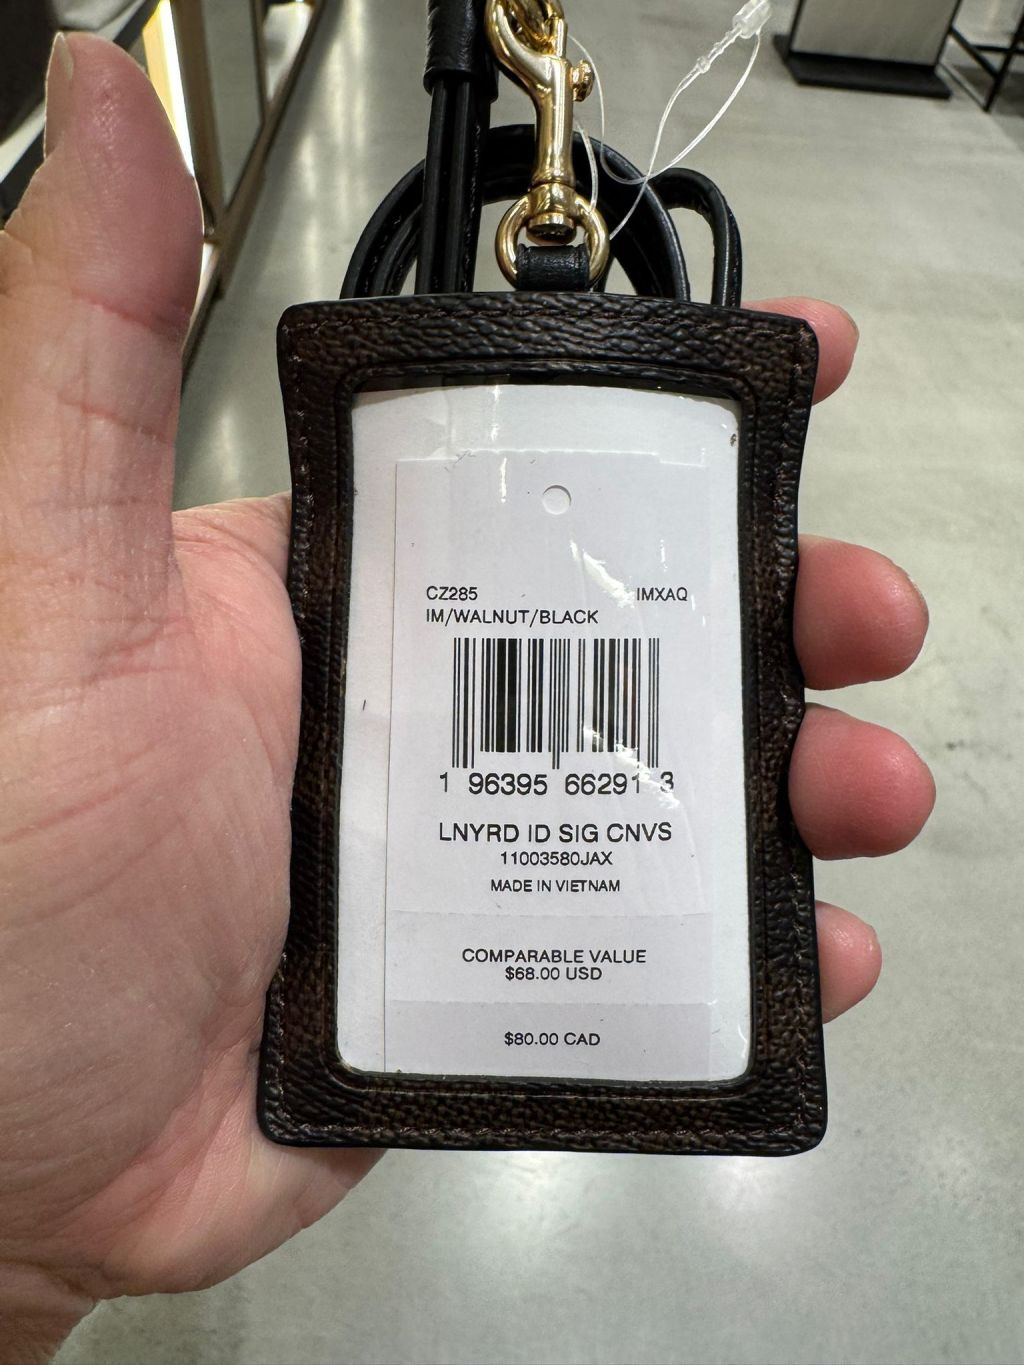 CZ285 IMXAQ
IM/WALNUT/BLACK
1 96395 66291 3
LNYRD ID SIG CNVS
11003580JAX
MADE IN VIETNAM
COMPARABLE VALUE
$68.00 USD
$80.00 CAD